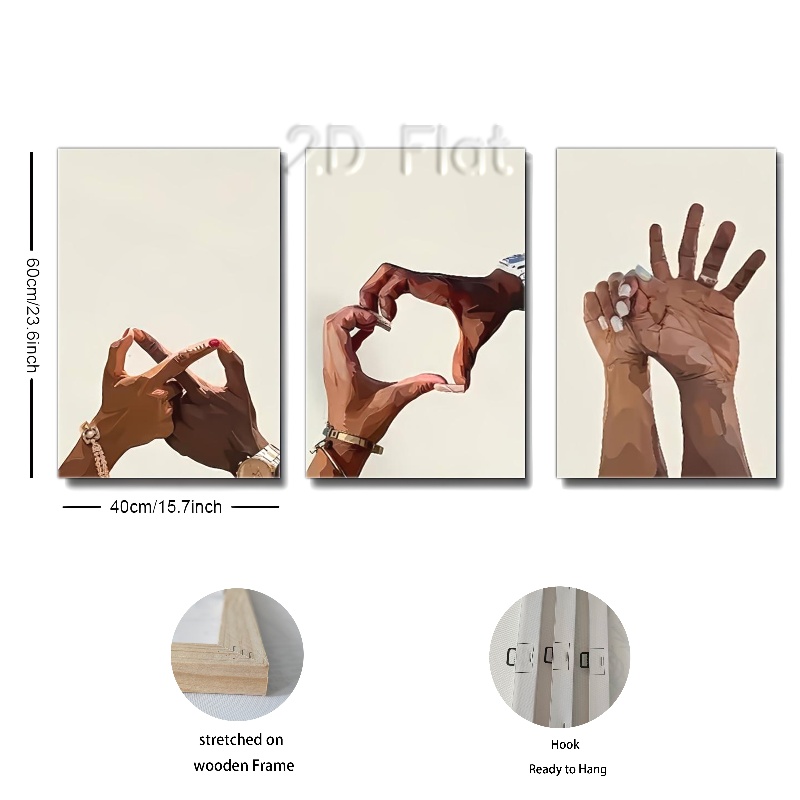 2D Flat
60cm/23.6inch
40cm/15.7inch
stretched on
wooden Frame
Hook
Ready to Hang